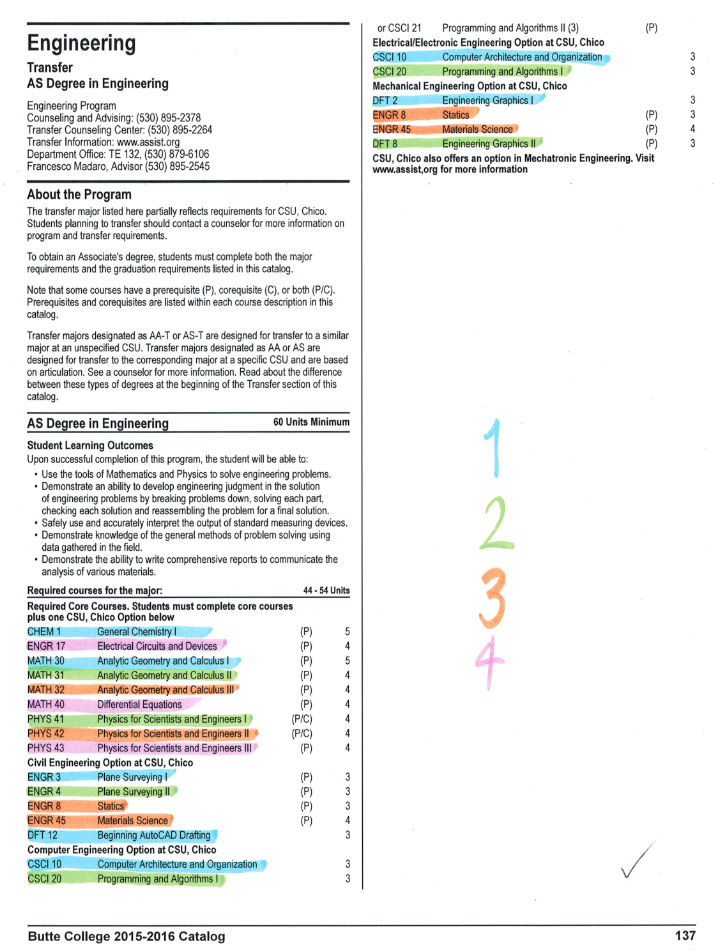 Engineering
Transfer
AS Degree in Engineering
Engineering Program
Counseling and Advising: (530) 895-2378
Transfer Counseling Center: (530) 895-2264
Transfer Information: www.assist.org
Department Office: TE 132, (530) 879-6106
Francesco Madaro, Advisor (530) 895-2545
About the Program
The transfer major listed here partially reflects requirements for CSU, Chico.
Students planning to transfer should contact a counselor for more information on
program and transfer requirements.
To obtain an Associate's degree, students must complete both the major
requirements and the graduation requirements listed in this catalog.
Note that some courses have a prerequisite (P), corequisite (C), or both (P/C).
Prerequisites and corequisites are listed within each course description in this
catalog.
Transfer majors designated as AA-T or AS-T are designed for transfer to a similar
major at an unspecified CSU. Transfer majors designated as AA or AS are
designed for transfer to the corresponding major at a specific CSU and are based
on articulation. See a counselor for more information. Read about the difference
between these types of degrees at the beginning of the Transfer section of this
catalog.
AS Degree in Engineering 60 Units Minimum
Student Learning Outcomes
Upon successful completion of this program, the student will be able to:
• Use the tools of Mathematics and Physics to solve engineering problems.
• Demonstrate an ability to develop engineering judgment in the solution
of engineering problems by breaking problems down, solving each part,
checking each solution and reassembling the problem for a final solution.
• Safely use and accurately interpret the output of standard measuring devices.
• Demonstrate knowledge of the general methods of problem solving using
data gathered in the field.
• Demonstrate the ability to write comprehensive reports to communicate the
analysis of various materials.
Required courses for the major: 44 - 54 Units
Required Core Courses. Students must complete core courses
plus one CSU, Chico Option below
CHEM 1 General Chemistry I (P) 5
ENGR 17 Electrical Circuits and Devices (P) 4
MATH 30 Analytic Geometry and Calculus I (P) 5
MATH 31 Analytic Geometry and Calculus II (P) 4
MATH 32 Analytic Geometry and Calculus III (P) 4
MATH 40 Differential Equations (P) 4
PHYS 41 Physics for Scientists and Engineers I (P/C) 4
PHYS 42 Physics for Scientists and Engineers II (P/C) 4
PHYS 43 Physics for Scientists and Engineers III (P) 4
Civil Engineering Option at CSU, Chico
ENGR 3 Plane Surveying I (P) 3
ENGR 4 Plane Surveying II (P) 3
ENGR 8 Statics (P) 3
ENGR 45 Materials Science (P) 4
DFT 12 Beginning AutoCAD Drafting 3
Computer Engineering Option at CSU, Chico
CSCI 10 Computer Architecture and Organization 3
CSCI 20 Programming and Algorithms I 3
or CSCI 21 Programming and Algorithms II (3) (P)
Electrical/Electronic Engineering Option at CSU, Chico
CSCI 10 Computer Architecture and Organization 3
CSCI 20 Programming and Algorithms I 3
Mechanical Engineering Option at CSU, Chico
DFT 2 Engineering Graphics I 3
ENGR 8 Statics (P) 3
ENGR 45 Materials Science (P) 4
DFT 8 Engineering Graphics II (P) 3
CSU, Chico also offers an option in Mechatronic Engineering. Visit
www.assist,org for more information
1
2
3
4
Butte College 2015-2016 Catalog 137